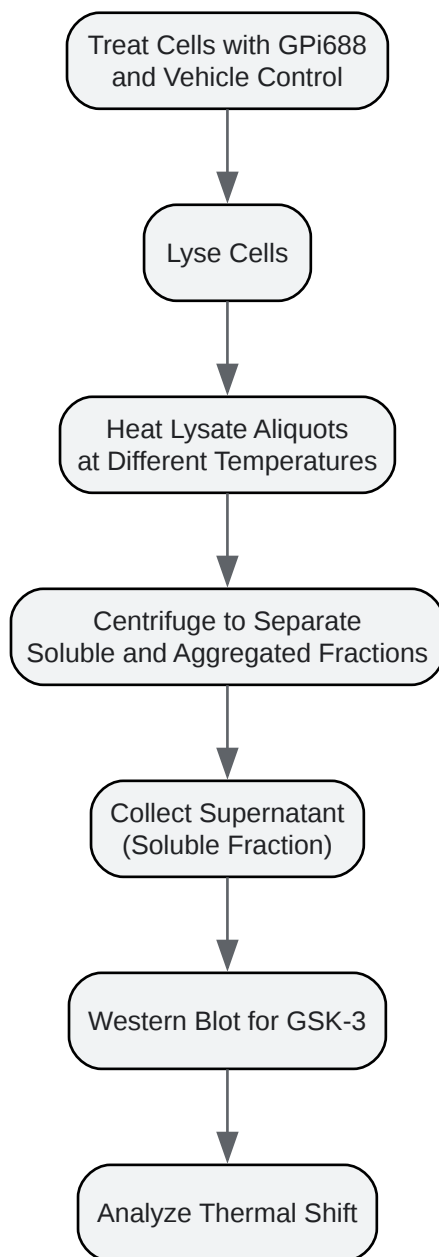 Treat Cells with GPi688
and Vehicle Control
Lyse Cells
Heat Lysate Aliquots
at Different Temperatures
Centrifuge to Separate
Soluble and Aggregated Fractions
Collect Supernatant
(Soluble Fraction)
Western Blot for GSK-3
Analyze Thermal Shift